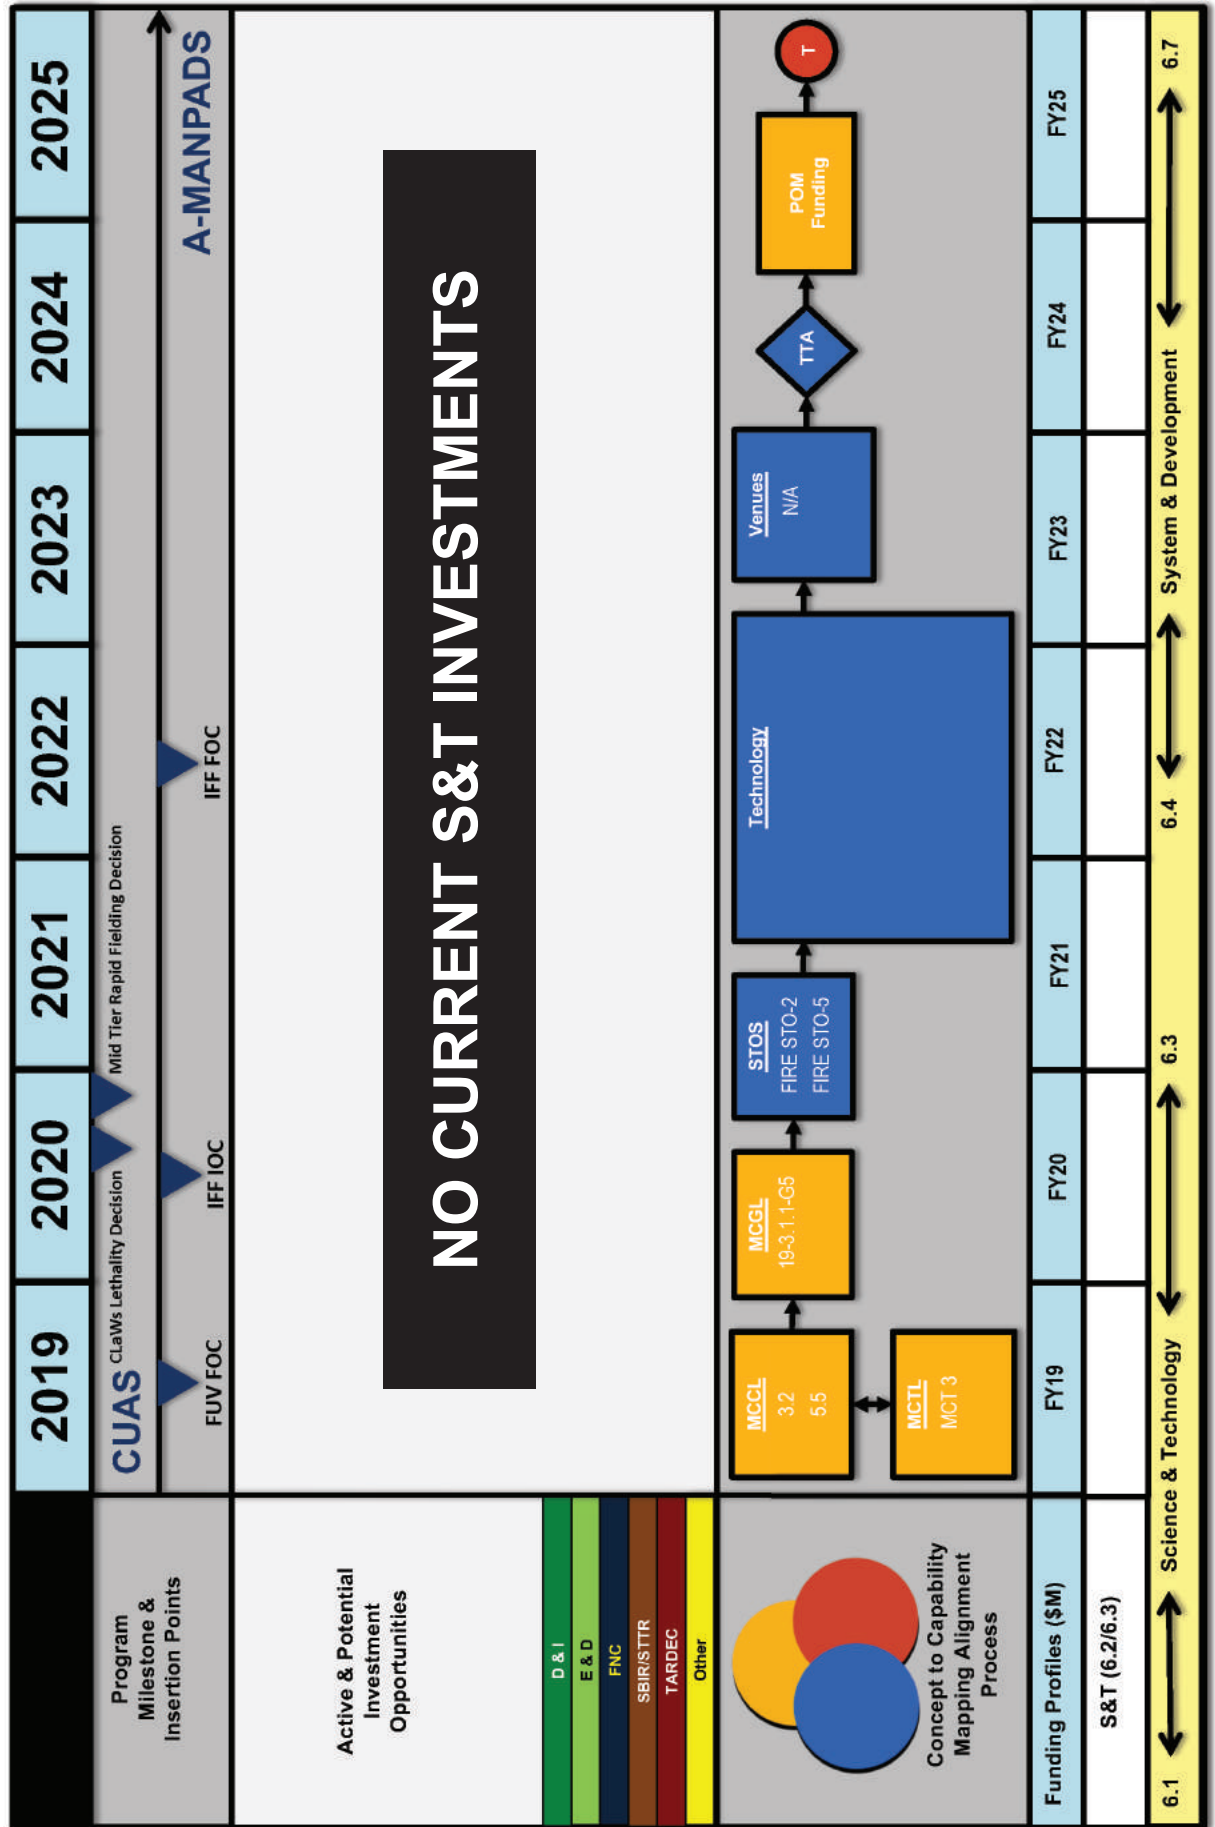 2019
2020
2021
2022
2023
2024
2025
Program
Milestone &
Insertion Points
CUAS
CLaWs Lethality Decision
Mid Tier Rapid Fielding Decision
FUV FOC
IFF IOC
IFF FOC
A-MANPADS
Active & Potential
Investment
Opportunities
D & I
E & D
FNC
SBIR/STTR
TARDEC
Other
NO CURRENT S&T INVESTMENTS
Concept to Capability
Mapping Alignment
Process
MCCL
3.2
5.5
MCTL
MCT 3
MCGL
19-3.1.1-G5
STOS
FIRE STO-2
FIRE STO-5
Technology
Venues
N/A
TTA
POM
Funding
T
Funding Profiles ($M)
FY19
FY20
FY21
FY22
FY23
FY24
FY25
S&T (6.2/6.3)
6.1
Science & Technology
6.3
6.4
System & Development
6.7